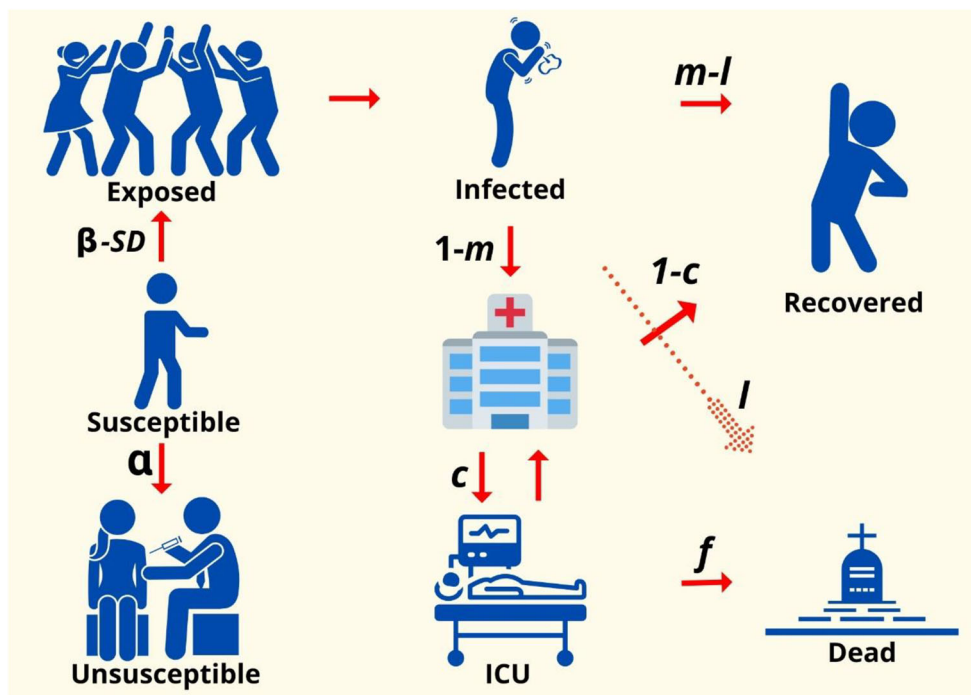 Exposed
Infected
m-l
β-SD
1-m
1-c
Recovered
Susceptible
l
α
c
f
Unsusceptible
ICU
Dead